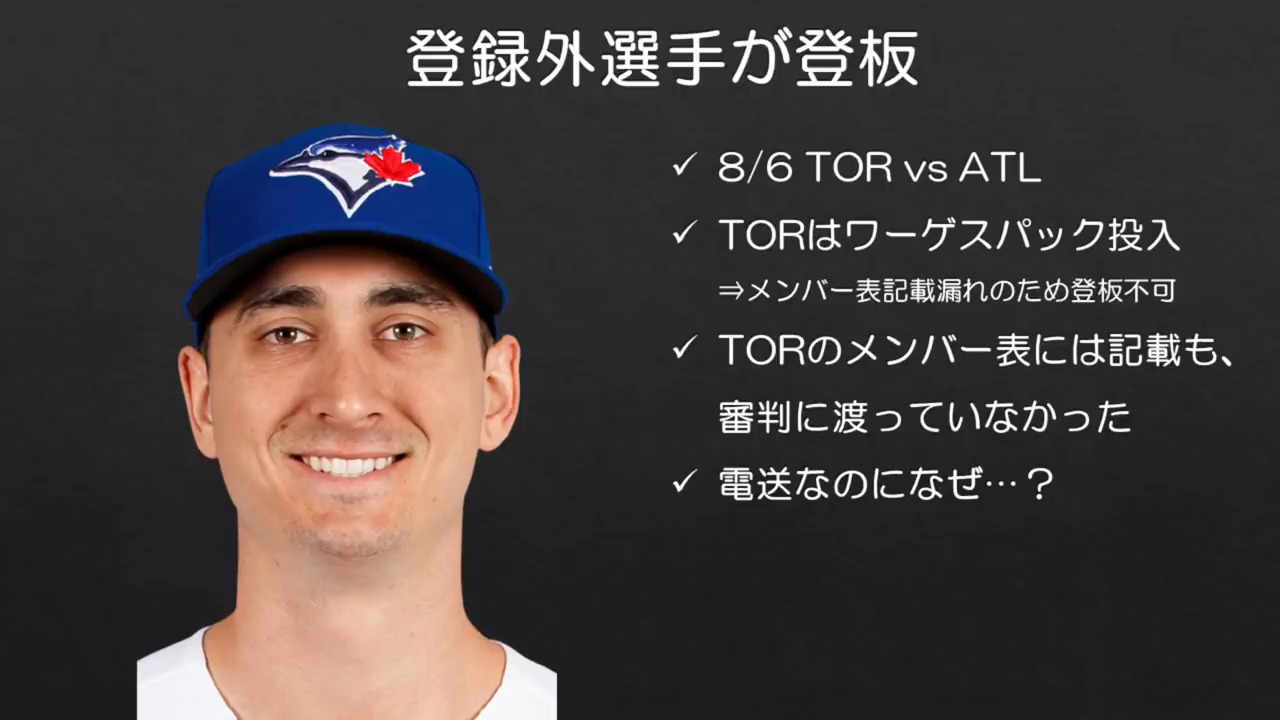 登録外選手が登板
✓ 8/6 TOR vs ATL
✓ TORはワーゲスパック投入
⇒メンバー表記載漏れのため登板不可
✓ TORのメンバー表には記載も、
審判に渡っていなかった
✓ 電送なのになぜ…？